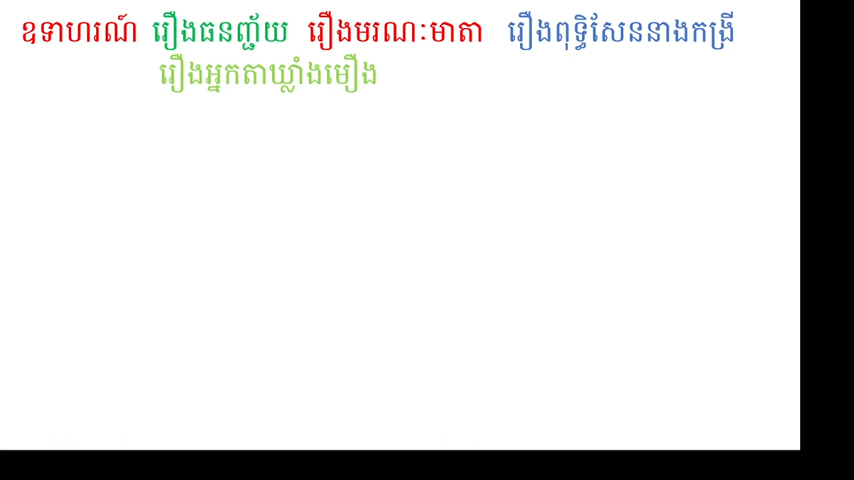 ឧទាហរណ៍ រឿងធនញ្ជ័យ រឿងមរណៈមាតា រឿងពុទ្ធិសែននាងកង្រី
រឿងអ្នកតាឃ្លាំងមឿង